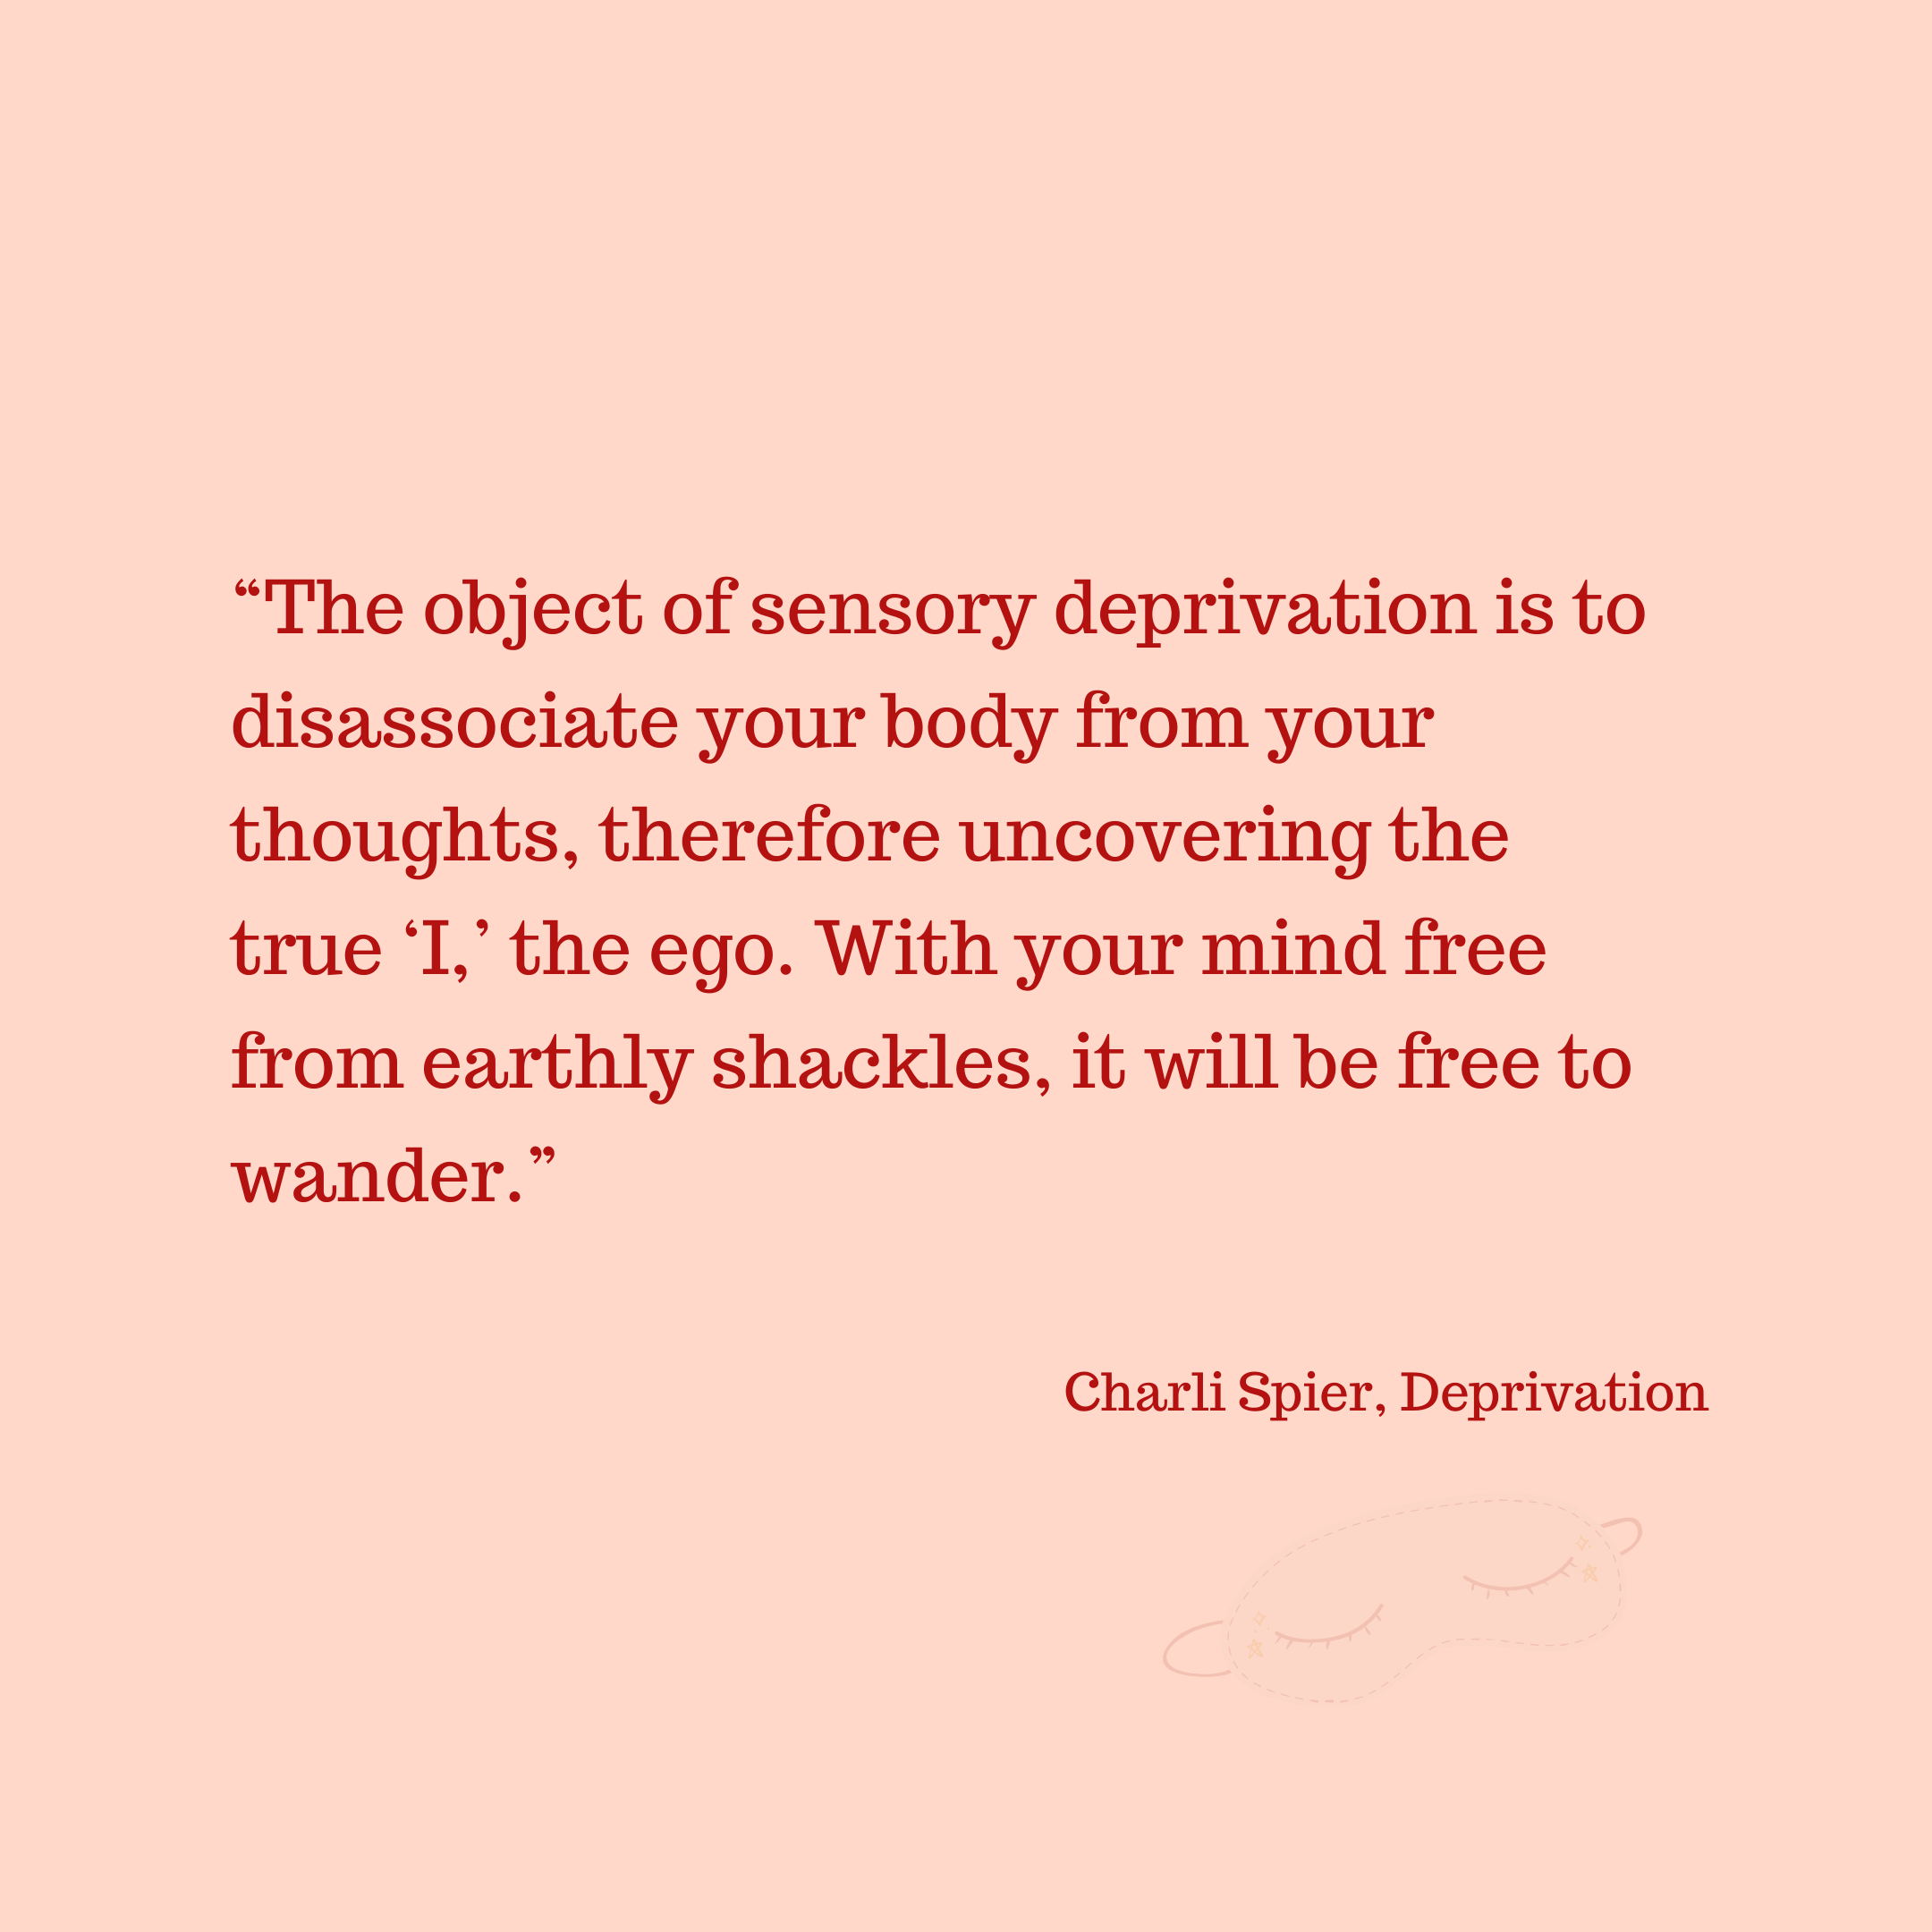 “The object of sensory deprivation is to
disassociate your body from your
thoughts, therefore uncovering the
true ‘I,’ the ego. With your mind free
from earthly shackles, it will be free to
wander.”
Charli Spier, Deprivation